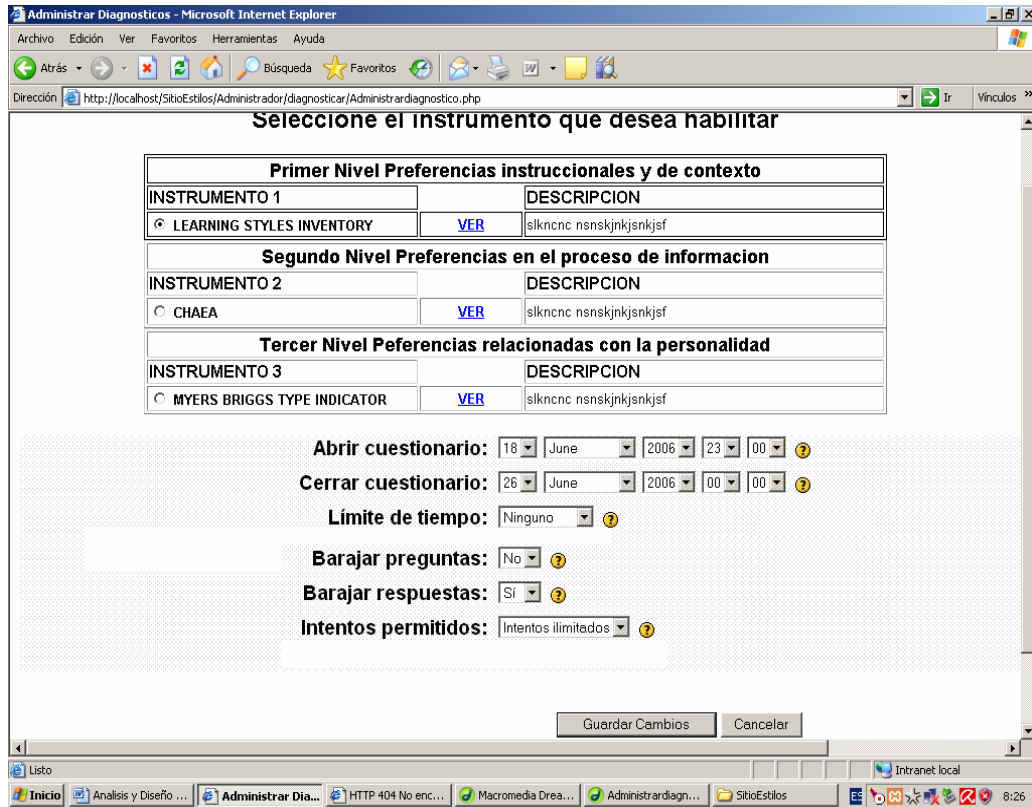 Administrar Diagnosticos - Microsoft Internet Explorer
Archivo Edición Ver Favoritos Herramientas Ayuda
Atrás Búsqueda Favoritos
Dirección http://localhost/SitioEstilos/Administrador/diagnosticar/Administrardiagnostico.php Ir Vínculos »
Seleccione el instrumento que desea habilitar
Primer Nivel Preferencias instruccionales y de contexto
INSTRUMENTO 1 DESCRIPCION
LEARNING STYLES INVENTORY VER slkncnc nsnskjnkjsnkjsf
Segundo Nivel Preferencias en el proceso de informacion
INSTRUMENTO 2 DESCRIPCION
CHAEA VER slkncnc nsnskjnkjsnkjsf
Tercer Nivel Peferencias relacionadas con la personalidad
INSTRUMENTO 3 DESCRIPCION
MYERS BRIGGS TYPE INDICATOR VER slkncnc nsnskjnkjsnkjsf
Abrir cuestionario: 18 June 2006 23 00 ?
Cerrar cuestionario: 26 June 2006 00 00 ?
Límite de tiempo: Ninguno ?
Barajar preguntas: No ?
Barajar respuestas: Sí ?
Intentos permitidos: Intentos ilimitados ?
Guardar Cambios Cancelar
Listo Intranet local
Inicio Analisis y Diseño ... Administrar Dia... HTTP 404 No enc... Macromedia Drea... Administrardiagn... SitioEstilos ES 8:26